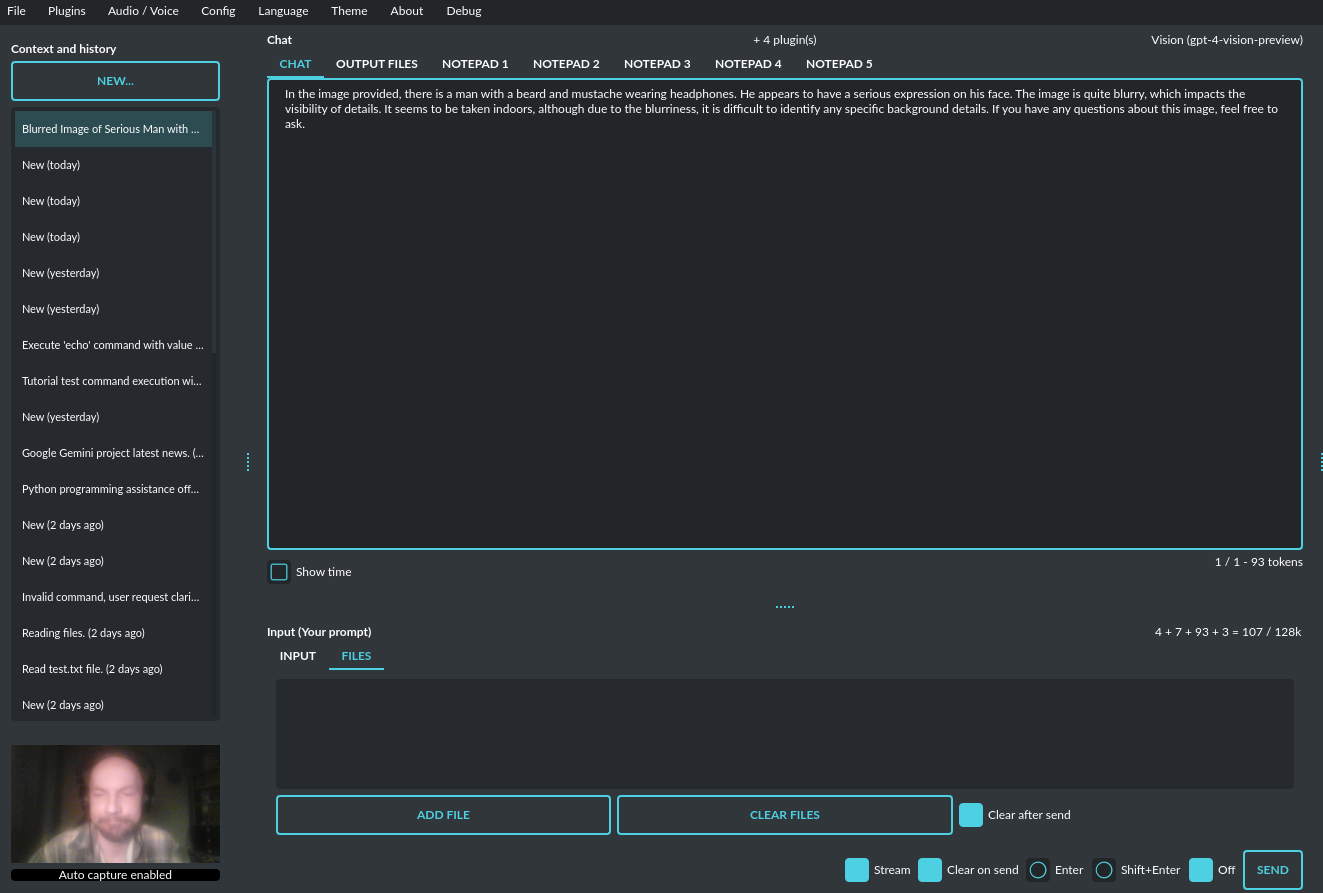 File Plugins Audio / Voice Config Language Theme About Debug
Context and history
NEW...
Blurred Image of Serious Man with ...
New (today)
New (today)
New (today)
New (yesterday)
New (yesterday)
Execute 'echo' command with value ...
Tutorial test command execution wi...
New (yesterday)
Google Gemini project latest news. (...
Python programming assistance off...
New (2 days ago)
New (2 days ago)
Invalid command, user request clari...
Reading files. (2 days ago)
Read test.txt file. (2 days ago)
New (2 days ago)
Auto capture enabled
Chat + 4 plugin(s) Vision (gpt-4-vision-preview)
CHAT OUTPUT FILES NOTEPAD 1 NOTEPAD 2 NOTEPAD 3 NOTEPAD 4 NOTEPAD 5
In the image provided, there is a man with a beard and mustache wearing headphones. He appears to have a serious expression on his face. The image is quite blurry, which impacts the
visibility of details. It seems to be taken indoors, although due to the blurriness, it is difficult to identify any specific background details. If you have any questions about this image, feel free to
ask.
Show time 1 / 1 - 93 tokens
Input (Your prompt) 4 + 7 + 93 + 3 = 107 / 128k
INPUT FILES
ADD FILE CLEAR FILES Clear after send
Stream Clear on send Enter Shift+Enter Off SEND